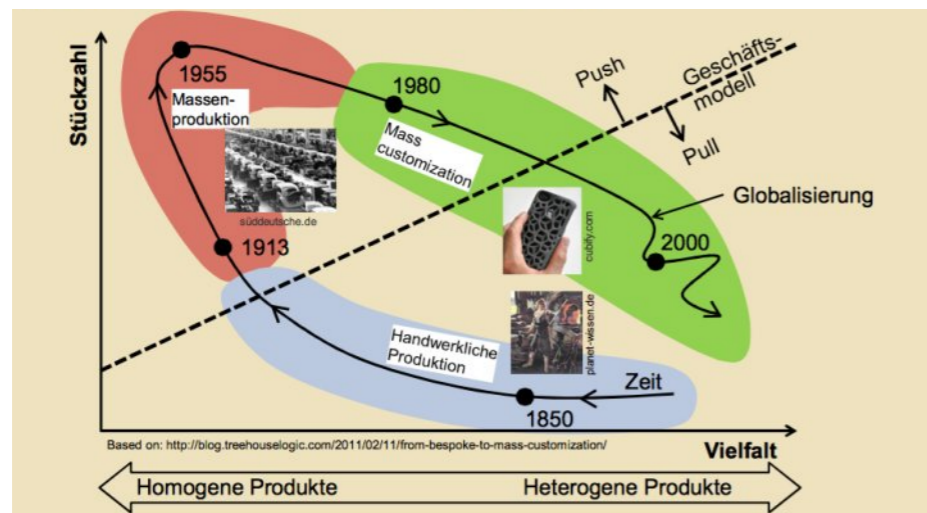 Stückzahl
1955
Massen-
produktion
süddeutsche.de
1913
1980
Mass
customization
Push
Geschäfts-
modell
Pull
Globalisierung
2000
cubify.com
planet-wissen.de
Handwerkliche
Produktion
Zeit
1850
Based on: http://blog.treehouselogic.com/2011/02/11/from-bespoke-to-mass-customization/
Vielfalt
Homogene Produkte
Heterogene Produkte